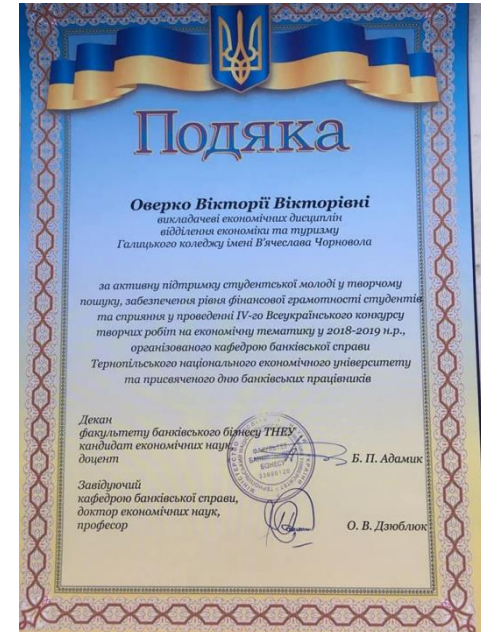 Подяка
Оверко Вікторії Вікторівні
викладачеві економічних дисциплін
відділення економіки та туризму
Галицького коледжу імені В'ячеслава Чорновола
за активну підтримку студентської молоді у творчому
пошуку, забезпечення рівня фінансової грамотності студентів
та сприяння у проведенні IV-го Всеукраїнського конкурсу
творчих робіт на економічну тематику у 2018-2019 н.р.,
організованого кафедрою банківської справи
Тернопільського національного економічного університету
та присвяченого дню банківських працівників
Декан
факультету банківського бізнесу ТНЕУ
кандидат економічних наук
доцент
Б. П. Адамик
Завідуючий
кафедрою банківської справи,
доктор економічних наук,
професор
О. В. Дзюблюк